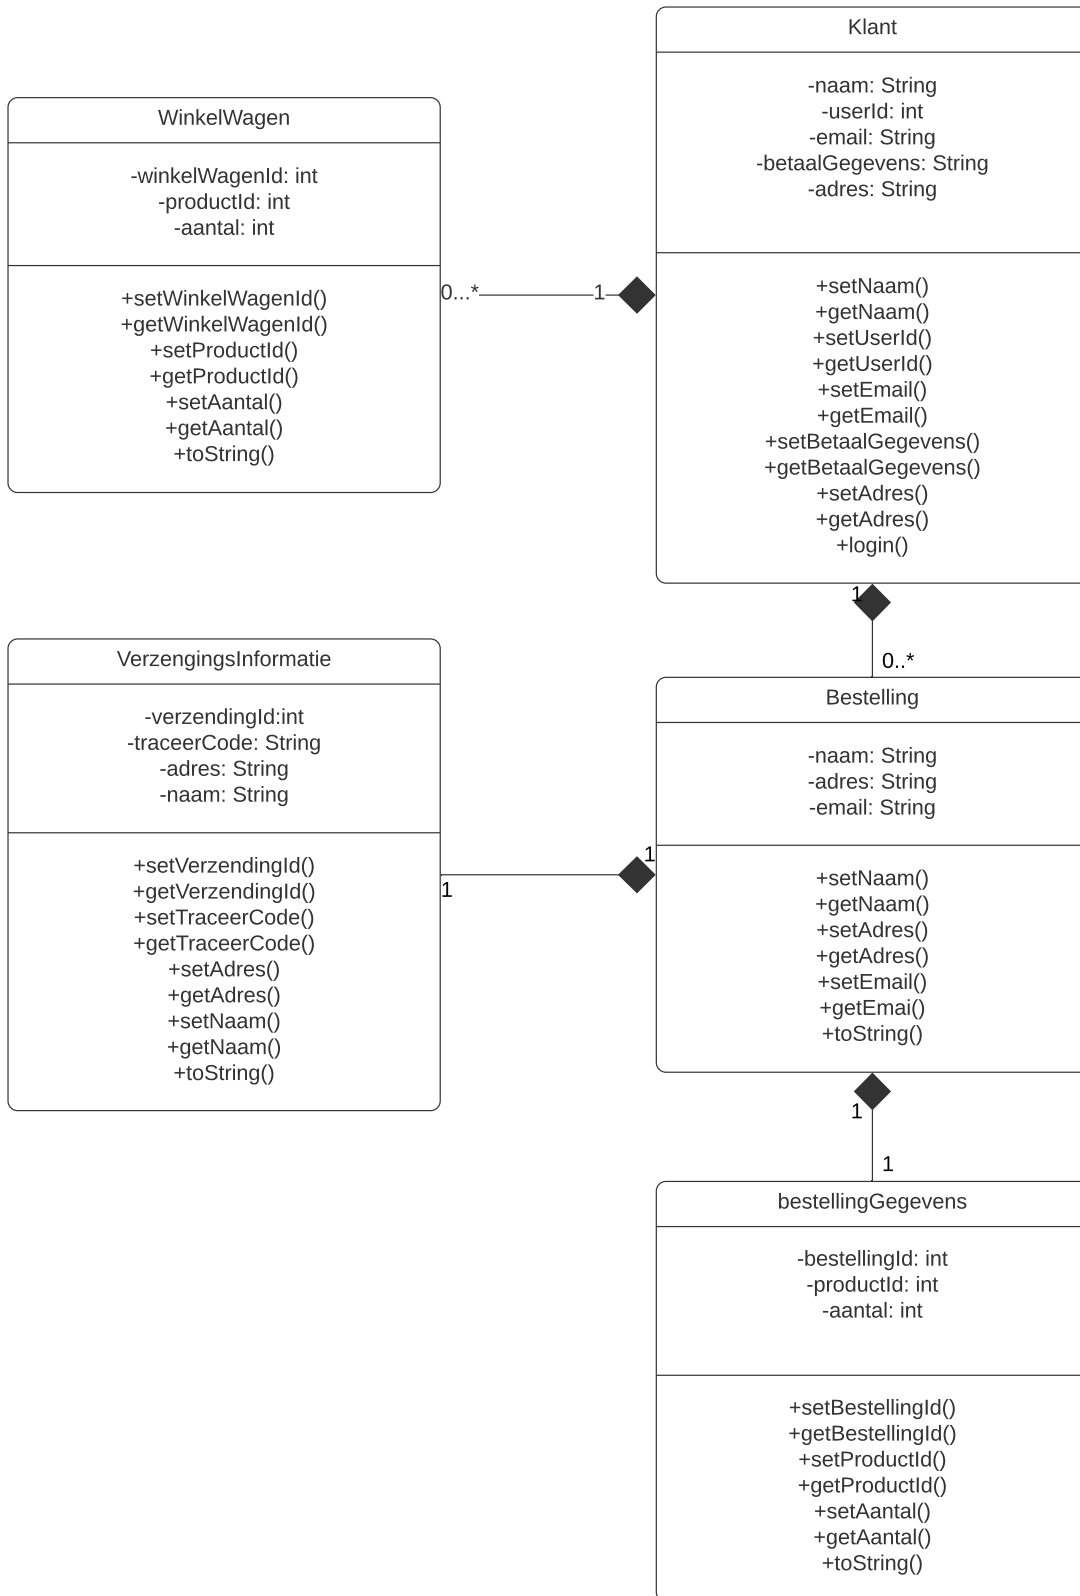 Klant
-naam: String
-userId: int
-email: String
-betaalGegevens: String
-adres: String
+setNaam()
+getNaam()
+setUserId()
+getUserId()
+setEmail()
+getEmail()
+setBetaalGegevens()
+getBetaalGegevens()
+setAdres()
+getAdres()
+login()
WinkelWagen
-winkelWagenId: int
-productId: int
-aantal: int
+setWinkelWagenId()
+getWinkelWagenId()
+setProductId()
+getProductId()
+setAantal()
+getAantal()
+toString()
0...*
1
1
0..*
VerzengingsInformatie
-verzendingId:int
-traceerCode: String
-adres: String
-naam: String
+setVerzendingId()
+getVerzendingId()
+setTraceerCode()
+getTraceerCode()
+setAdres()
+getAdres()
+setNaam()
+getNaam()
+toString()
1
1
Bestelling
-naam: String
-adres: String
-email: String
+setNaam()
+getNaam()
+setAdres()
+getAdres()
+setEmail()
+getEmai()
+toString()
1
1
bestellingGegevens
-bestellingId: int
-productId: int
-aantal: int
+setBestellingId()
+getBestellingId()
+setProductId()
+getProductId()
+setAantal()
+getAantal()
+toString()